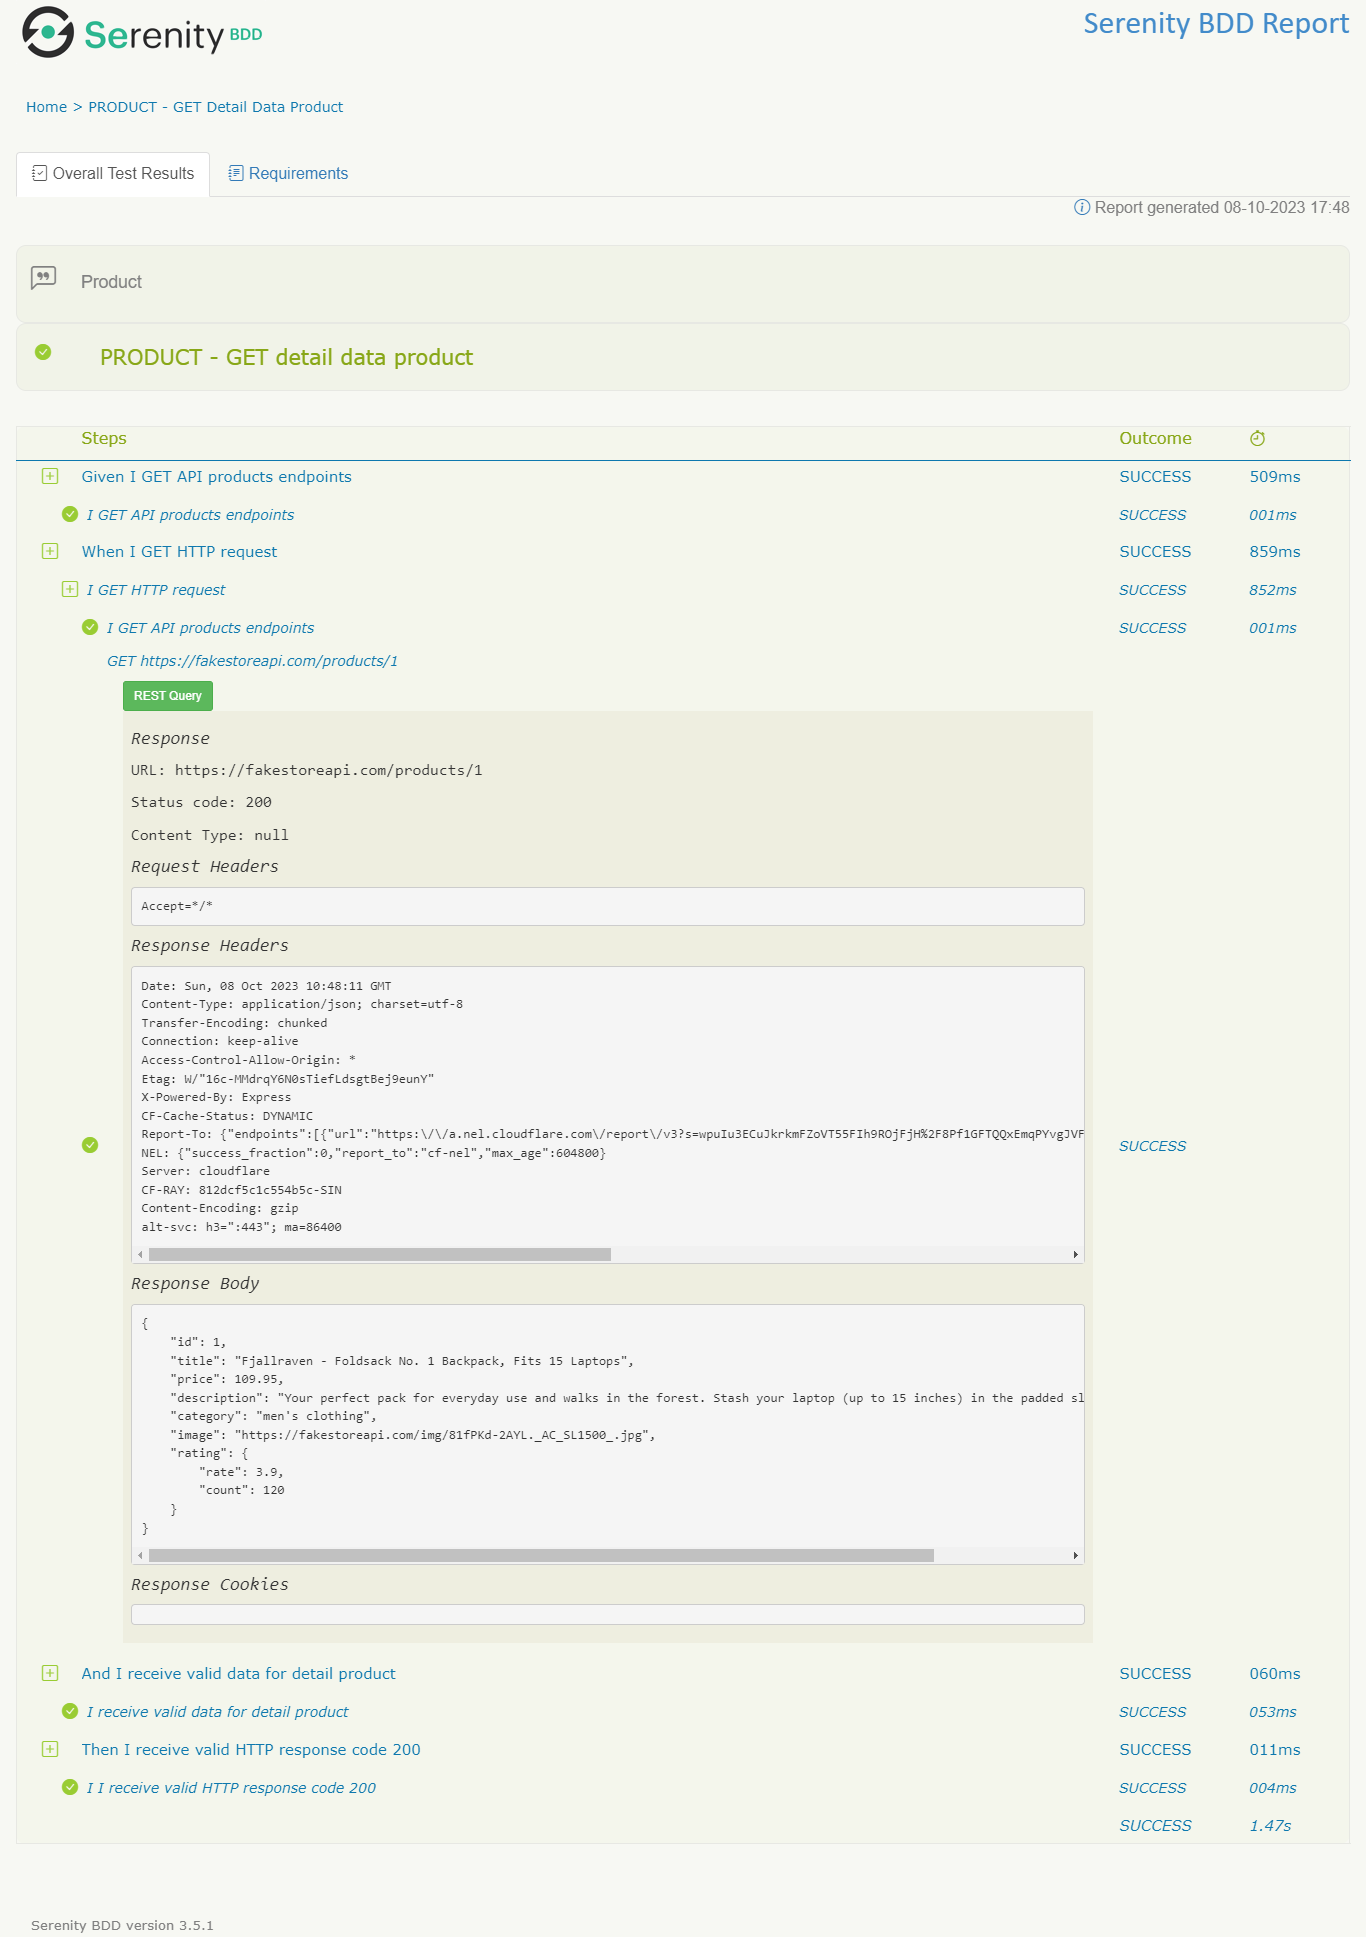 Serenity BDD
Serenity BDD Report
Home > PRODUCT - GET Detail Data Product
Overall Test Results
Requirements
Report generated 08-10-2023 17:48
Product
PRODUCT - GET detail data product
Steps Outcome
Given I GET API products endpoints SUCCESS 509ms
I GET API products endpoints SUCCESS 001ms
When I GET HTTP request SUCCESS 859ms
I GET HTTP request SUCCESS 852ms
I GET API products endpoints SUCCESS 001ms
GET https://fakestoreapi.com/products/1
REST Query
Response
URL: https://fakestoreapi.com/products/1
Status code: 200
Content Type: null
Request Headers
Accept=*/*
Response Headers
Date: Sun, 08 Oct 2023 10:48:11 GMT
Content-Type: application/json; charset=utf-8
Transfer-Encoding: chunked
Connection: keep-alive
Access-Control-Allow-Origin: *
Etag: W/"16c-MMdrqY6N0sTiefLdsgtBej9eunY"
X-Powered-By: Express
CF-Cache-Status: DYNAMIC
Report-To: {"endpoints":[{"url":"https:\/\/a.nel.cloudflare.com\/report\/v3?s=wpuIu3ECuJkrkmFZoVT55FIh9ROjFjH%2F8Pf1GFTQQxEmqPYvgJVF
NEL: {"success_fraction":0,"report_to":"cf-nel","max_age":604800}
Server: cloudflare
CF-RAY: 812dcf5c1c554b5c-SIN
Content-Encoding: gzip
alt-svc: h3=":443"; ma=86400
SUCCESS
Response Body
{
"id": 1,
"title": "Fjallraven - Foldsack No. 1 Backpack, Fits 15 Laptops",
"price": 109.95,
"description": "Your perfect pack for everyday use and walks in the forest. Stash your laptop (up to 15 inches) in the padded sl
"category": "men's clothing",
"image": "https://fakestoreapi.com/img/81fPKd-2AYL._AC_SL1500_.jpg",
"rating": {
"rate": 3.9,
"count": 120
}
}
Response Cookies
And I receive valid data for detail product SUCCESS 060ms
I receive valid data for detail product SUCCESS 053ms
Then I receive valid HTTP response code 200 SUCCESS 011ms
I I receive valid HTTP response code 200 SUCCESS 004ms
SUCCESS 1.47s
Serenity BDD version 3.5.1